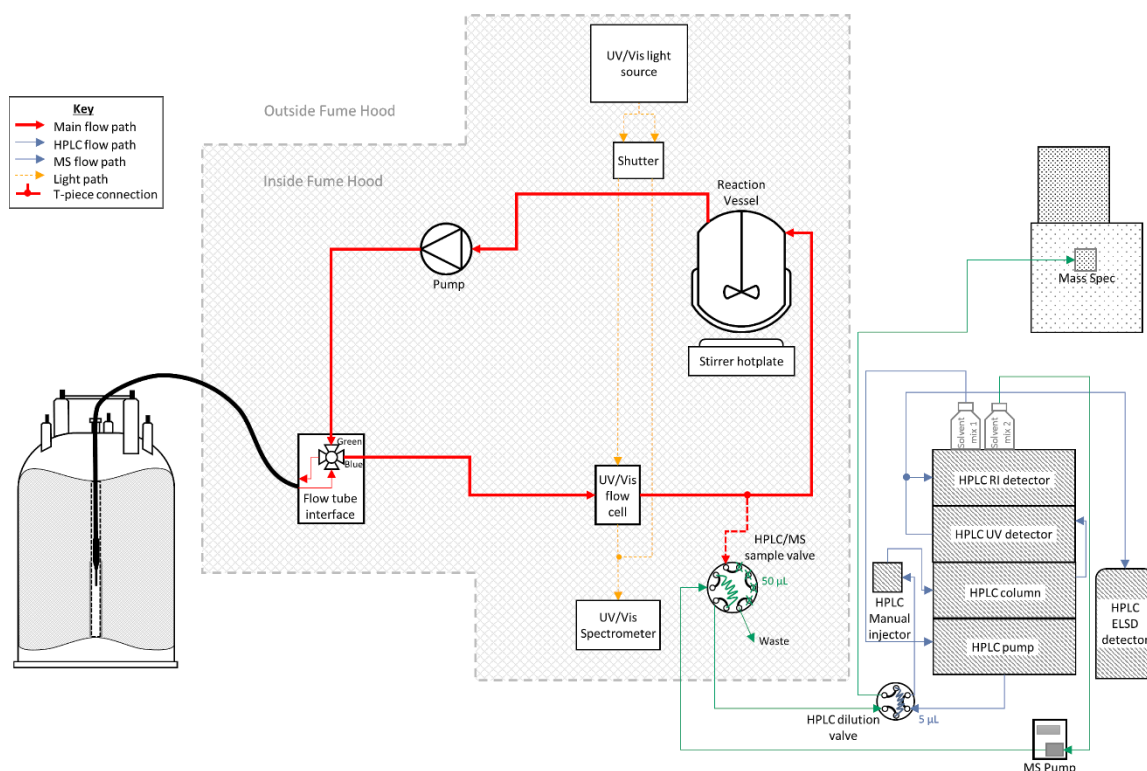 UV/Vis light
source
Outside Fume Hood
Key
Main flow path
HPLC flow path
MS flow path
Light path
T-piece connection
Shutter
Inside Fume Hood
Reaction
Vessel
Pump
Mass Spec
Stirrer hotplate
Solvent
mix 1
Solvent
mix 2
Green
Blue
Flow tube
interface
UV/Vis
flow
cell
HPLC RI detector
HPLC UV detector
HPLC/MS
sample valve
50 µL
HPLC column
HPLC
Manual
injector
HPLC
ELSD
detector
UV/Vis
Spectrometer
Waste
HPLC pump
5 µL
HPLC dilution
valve
MS Pump